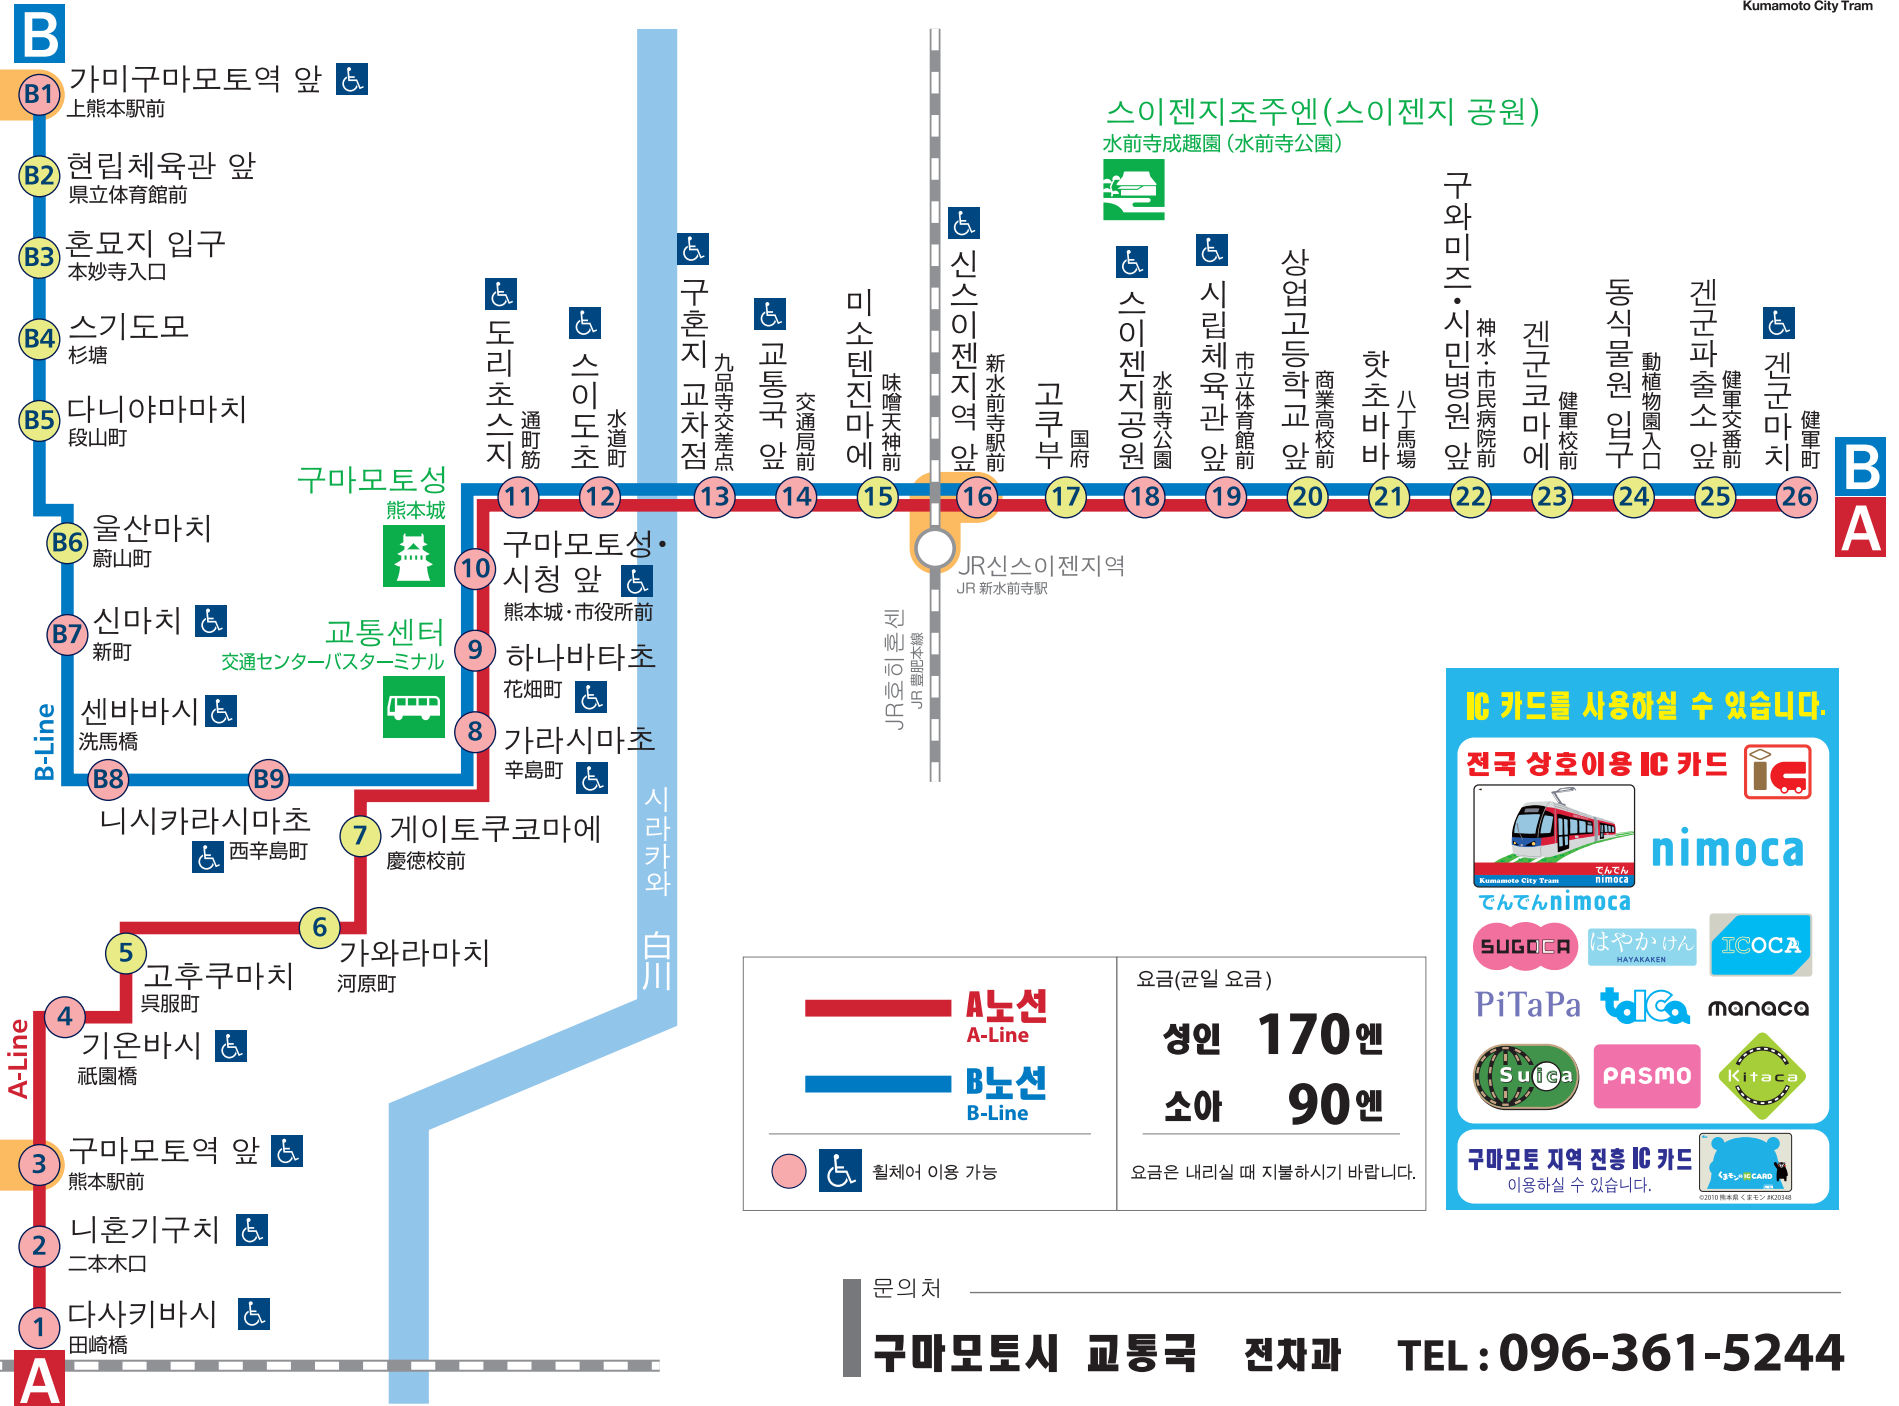 Kumamoto City Tram
B
B1
가미구마모토역 앞
上熊本駅前
B2
현립체육관 앞
県立体育館前
B3
혼묘지 입구
本妙寺入口
B4
스기도모
杉塘
B5
다니야마마치
段山町
B6
울산마치
蔚山町
B7
신마치
新町
B-Line
센바바시
洗馬橋
B8
B9
니시카라시마초
西辛島町
구마모토성
熊本城
교통센터
交通センターバスターミナル
7
게이토쿠코마에
慶徳校前
6
가와라마치
河原町
5
고후쿠마치
呉服町
4
기온바시
祇園橋
A-Line
3
구마모토역 앞
熊本駅前
2
니혼기구치
二本木口
1
다사키바시
田崎橋
A
8
가라시마초
辛島町
9
하나바타초
花畑町
10
구마모토성・
시청 앞
熊本城・市役所前
11
도리초스지
通町筋
12
스이도초
水道町
13
구혼지 교차점
九品寺交差点
14
교통국 앞
交通局前
15
미소텐진마에
味噌天神前
16
신스이젠지역 앞
新水前寺駅前
17
고쿠부
国府
18
스이젠지공원
水前寺公園
19
시립체육관 앞
市立体育館前
20
상업고등학교 앞
商業高校前
21
핫초바바
八丁馬場
22
구와미즈・시민병원 앞
神水・市民病院前
23
겐군코마에
健軍校前
24
동식물원 입구
動植物園入口
25
겐군파출소 앞
健軍交番前
26
겐군마치
健軍町
B
A
스이젠지조주엔(스이젠지 공원)
水前寺成趣園(水前寺公園)
JR신스이젠지역
JR 新水前寺駅
JR호히혼센
JR 豊肥本線
시라카와 白川
A노선
A-Line
B노선
B-Line
휠체어 이용 가능
요금(균일 요금)
성인 170엔
소아 90엔
요금은 내리실 때 지불하시기 바랍니다.
IC 카드를 사용하실 수 있습니다.
전국 상호이용 IC 카드
IC
Kumamoto City Tram
でんでん
nimoca
でんでんnimoca
nimoca
SUGOCA
はやかけん
HAYAKAKEN
ICOCA
PiTaPa
TOICA
manaca
Suica
PASMO
Kitaca
구마모토 지역 진흥 IC 카드
이용하실 수 있습니다.
くまモンのIC CARD
©2010 熊本県 くまモン #K20348
문의처
구마모토시 교통국 전차과 TEL : 096-361-5244